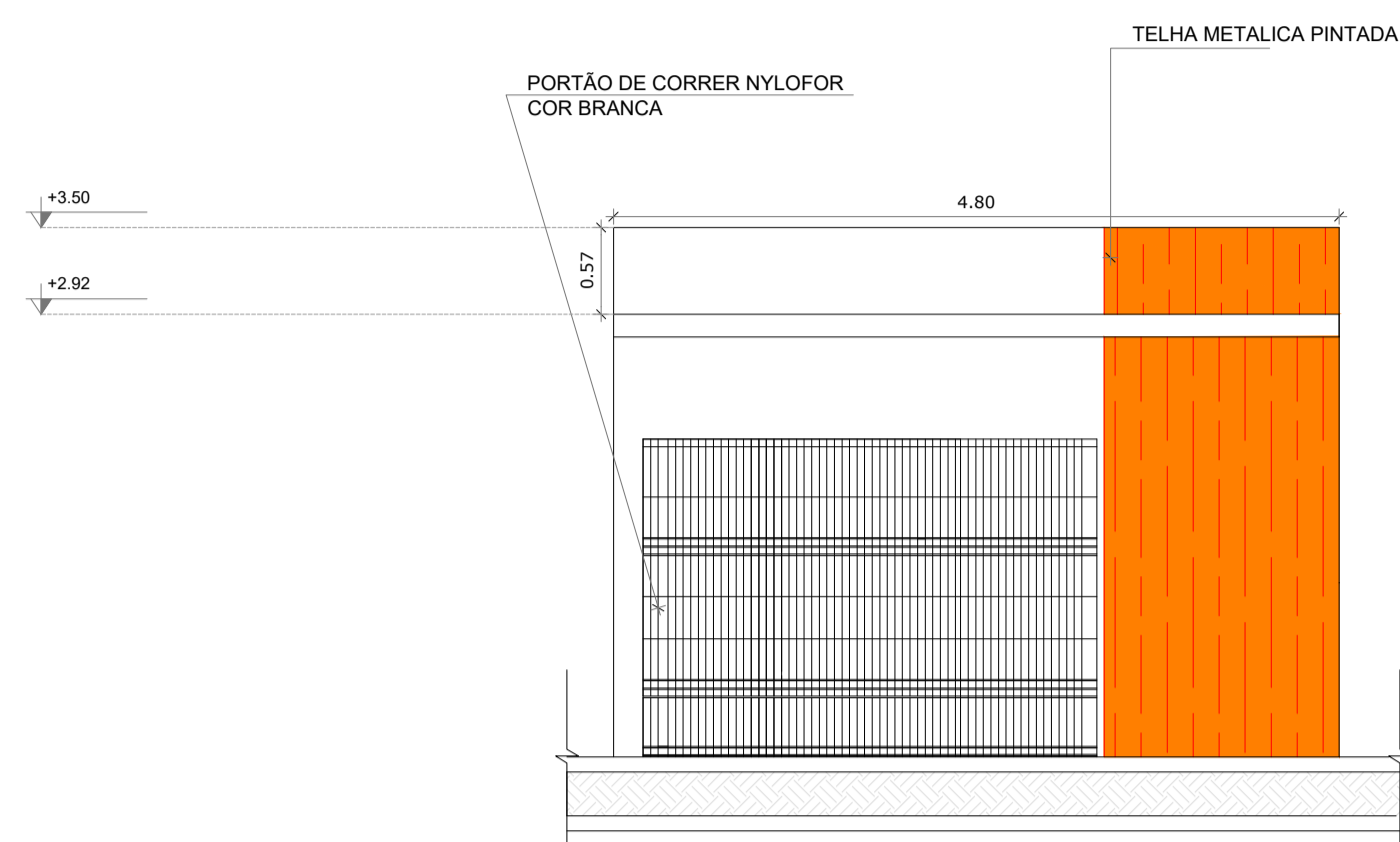 TELHA METALICA PINTADA
PORTÃO DE CORRER NYLOFOR
COR BRANCA
+3.50
4.80
0.57
+2.92